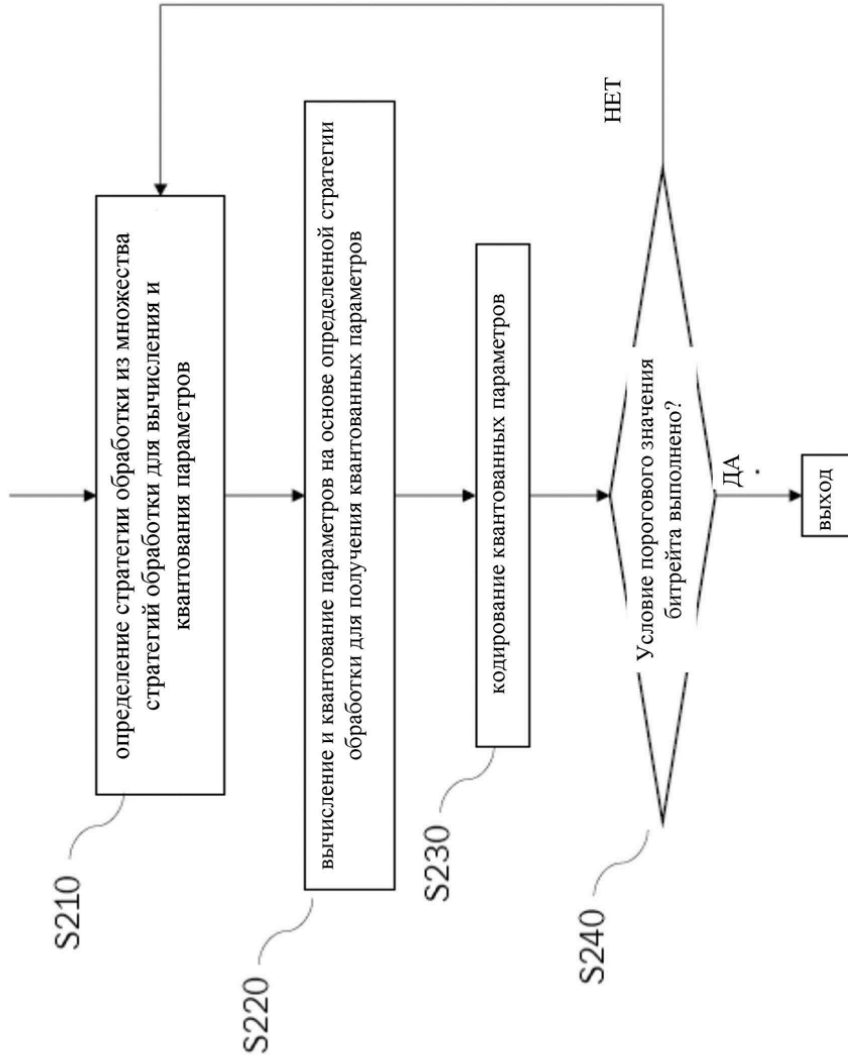 S210
определение стратегии обработки из множества
стратегий обработки для вычисления и
квантования параметров
S220
вычисление и квантование параметров на основе определенной стратегии
обработки для получения квантованных параметров
S230
кодирование квантованных параметров
S240
Условие порогового значения
битрейта выполнено?
НЕТ
ДА
выход